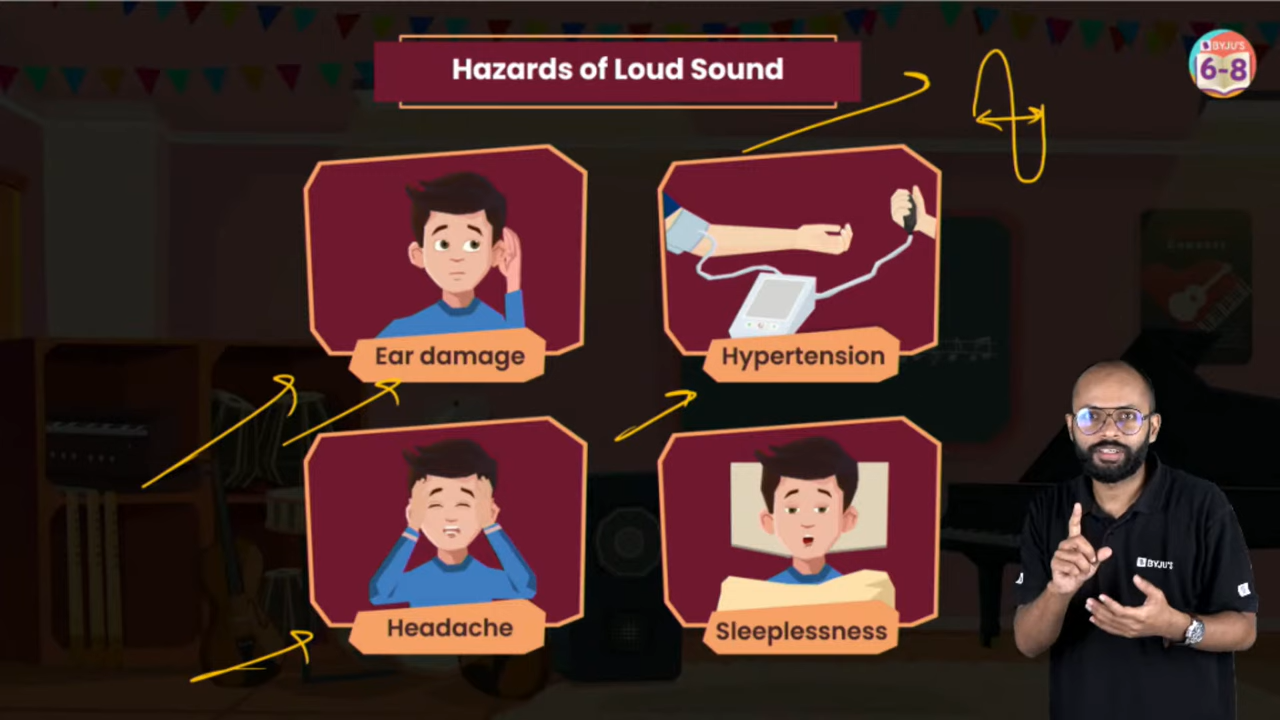 Hazards of Loud Sound
BYJU'S
6-8
Ear damage
Hypertension
Headache
Sleeplessness
BYJU'S